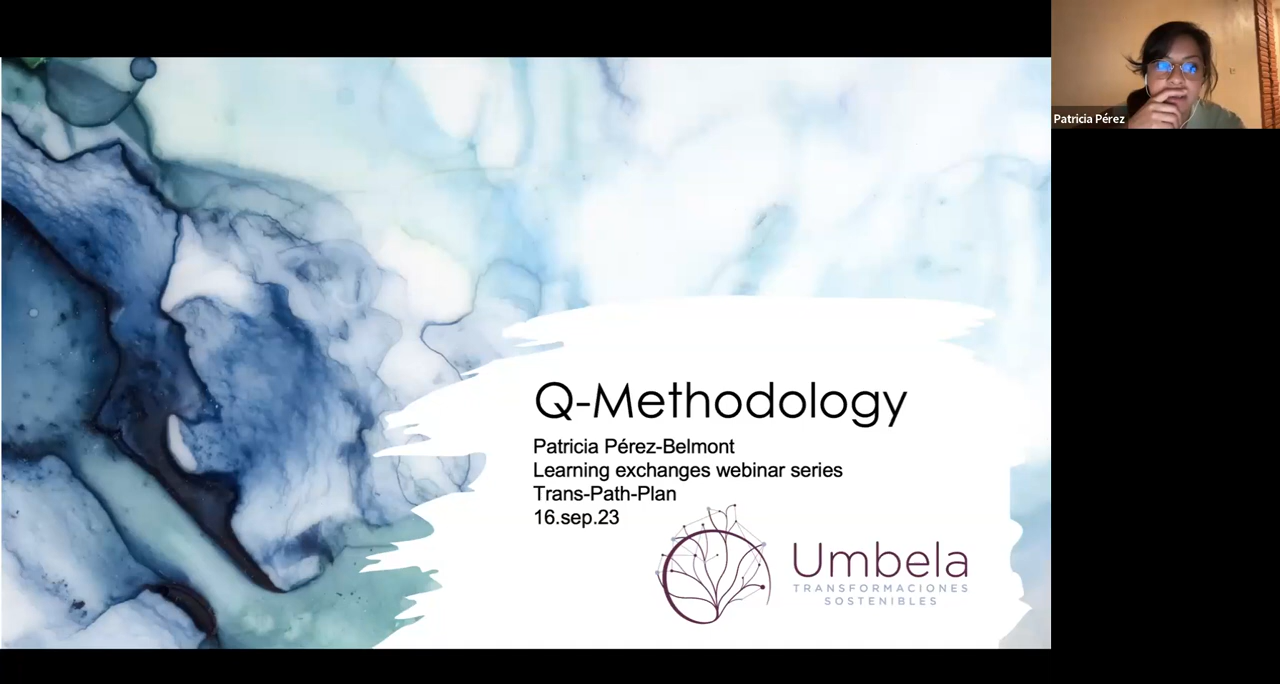 Patricia Pérez
Q-Methodology
Patricia Pérez-Belmont
Learning exchanges webinar series
Trans-Path-Plan
16.sep.23
Umbela
TRANSFORMACIONES
SOSTENIBLES